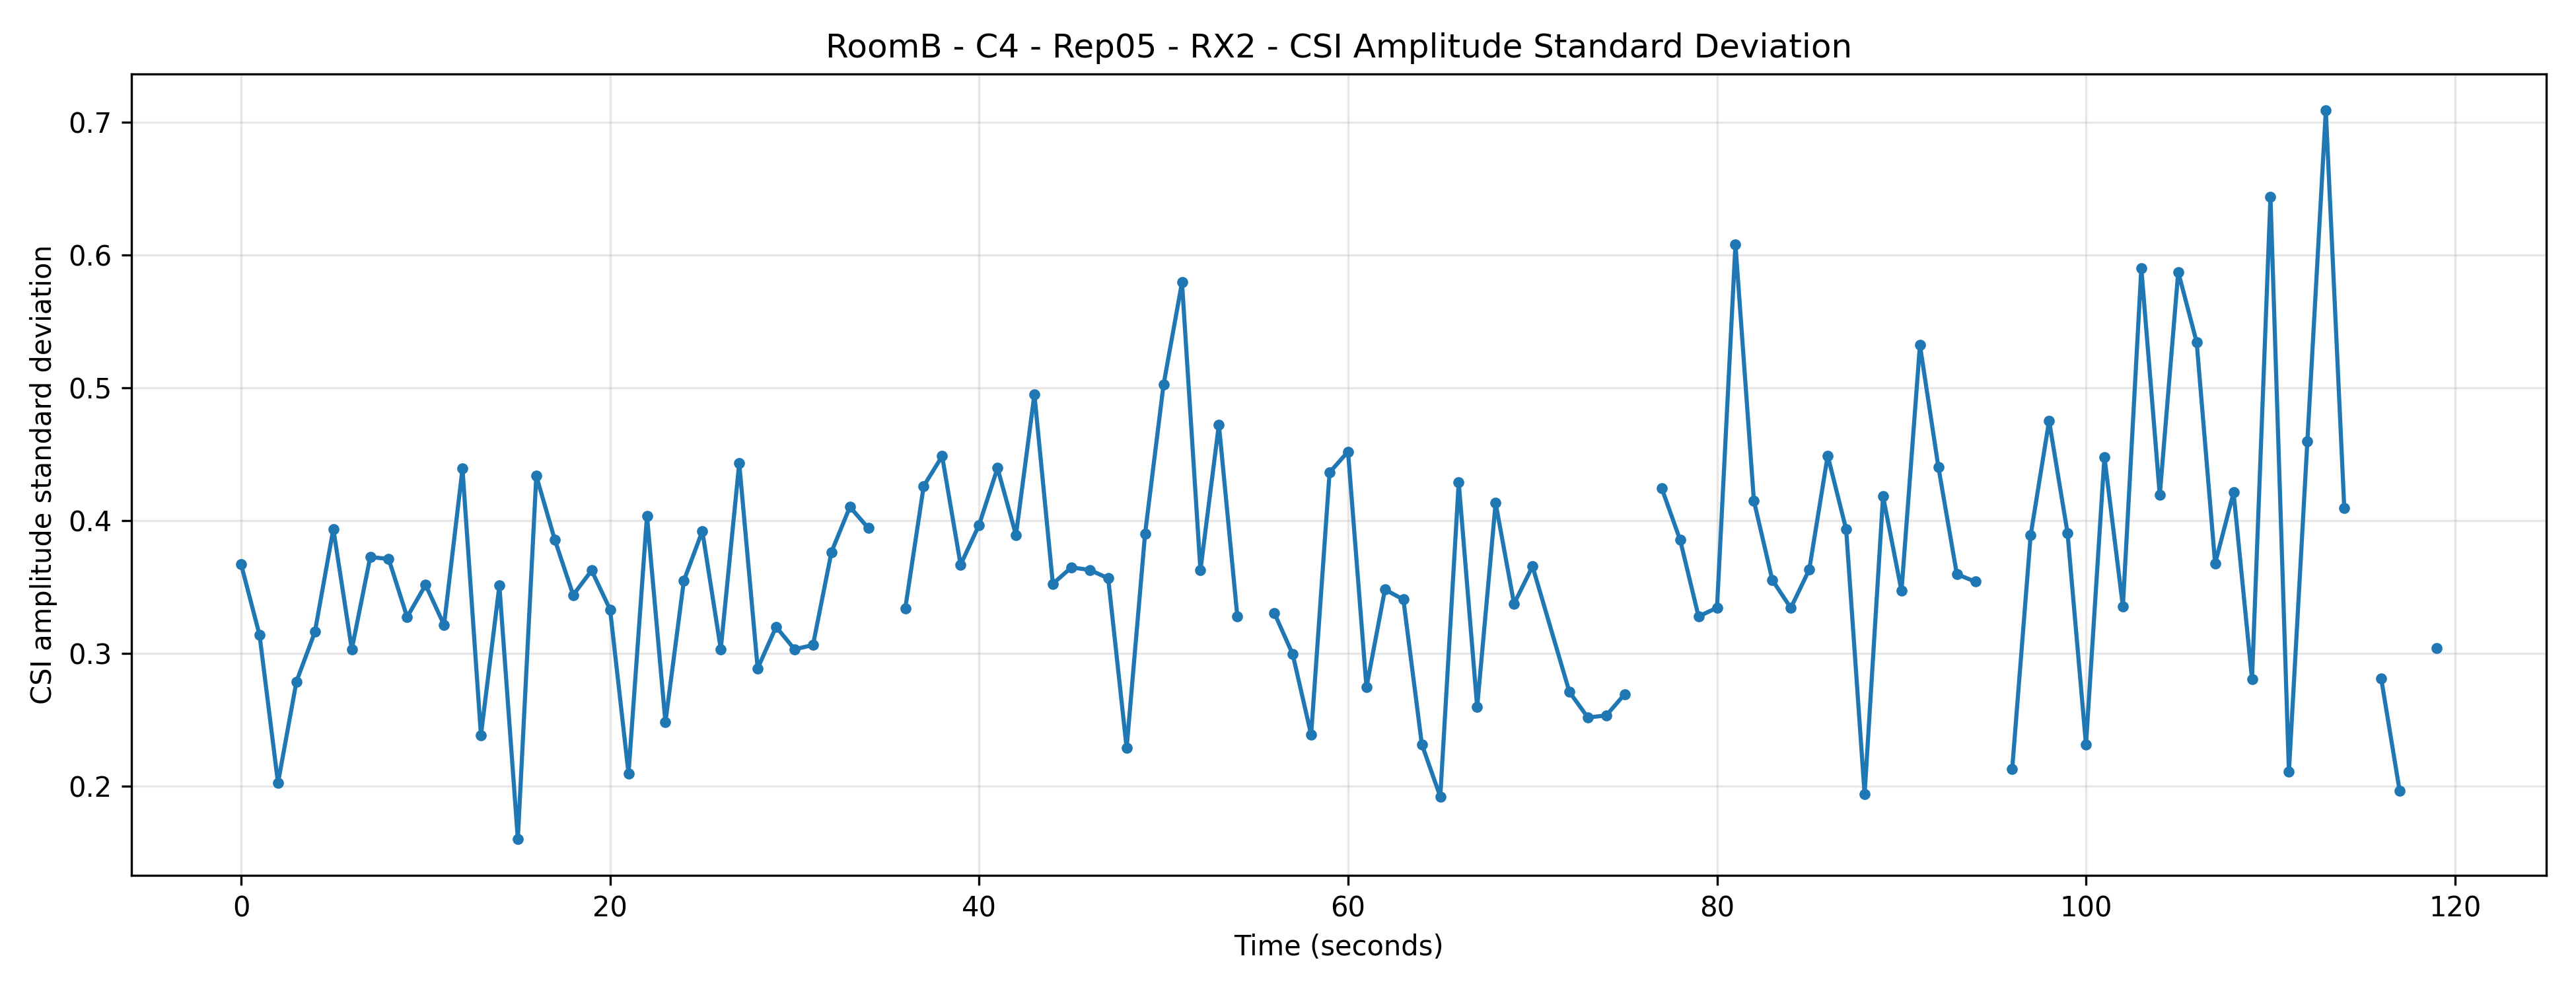 RoomB - C4 - Rep05 - RX2 - CSI Amplitude Standard Deviation
CSI amplitude standard deviation
0.7
0.6
0.5
0.4
0.3
0.2
0 20 40 60 80 100 120
Time (seconds)